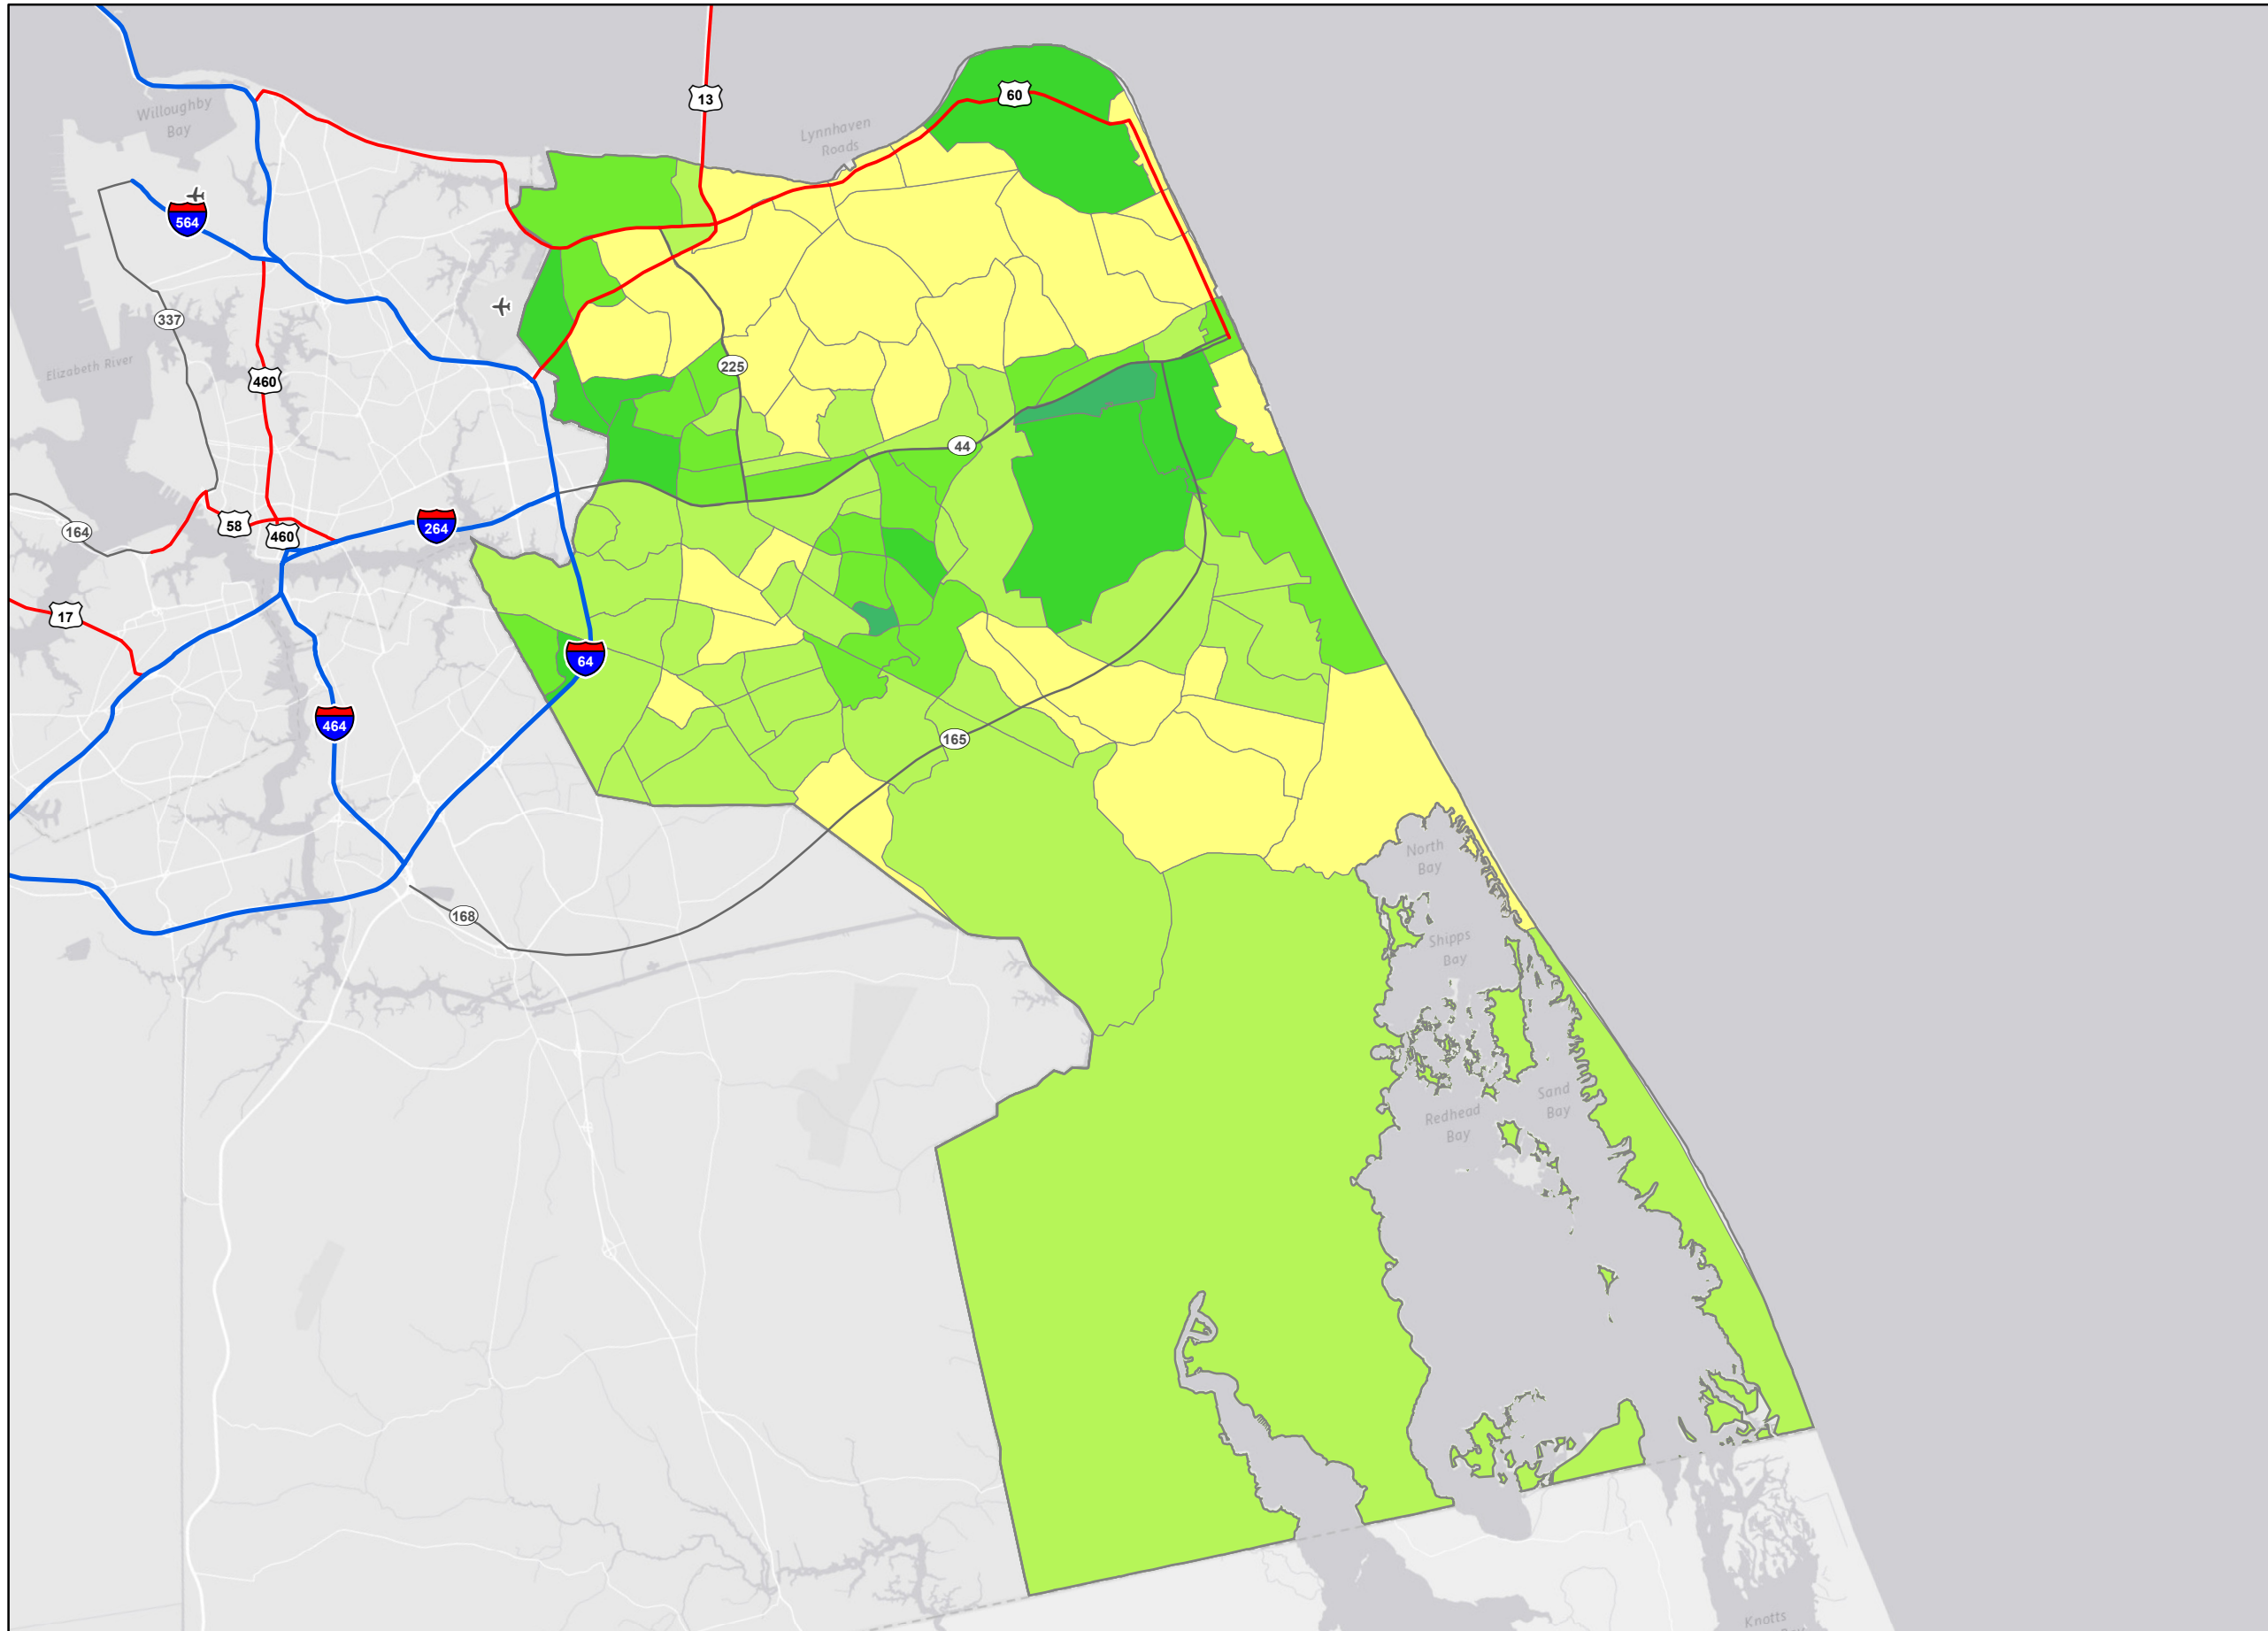 Willoughby
Bay
13
60
Lynnhaven
Roads
564
337
225
Elizabeth River
460
44
164
58
460
264
17
64
464
165
168
North
Bay
Shipps
Bay
Sand
Bay
Redhead
Bay
Knotts